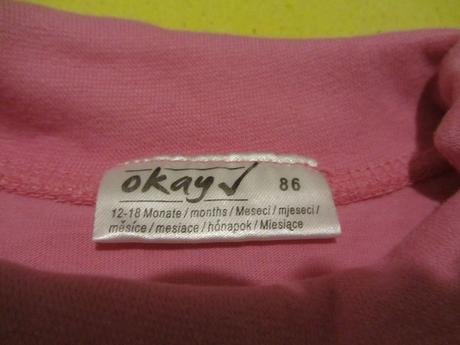 okay✓ 86
12-18 Monate / months / Meseci / mjeseci /
měsíce / mesiace / hónapok / Miesiące